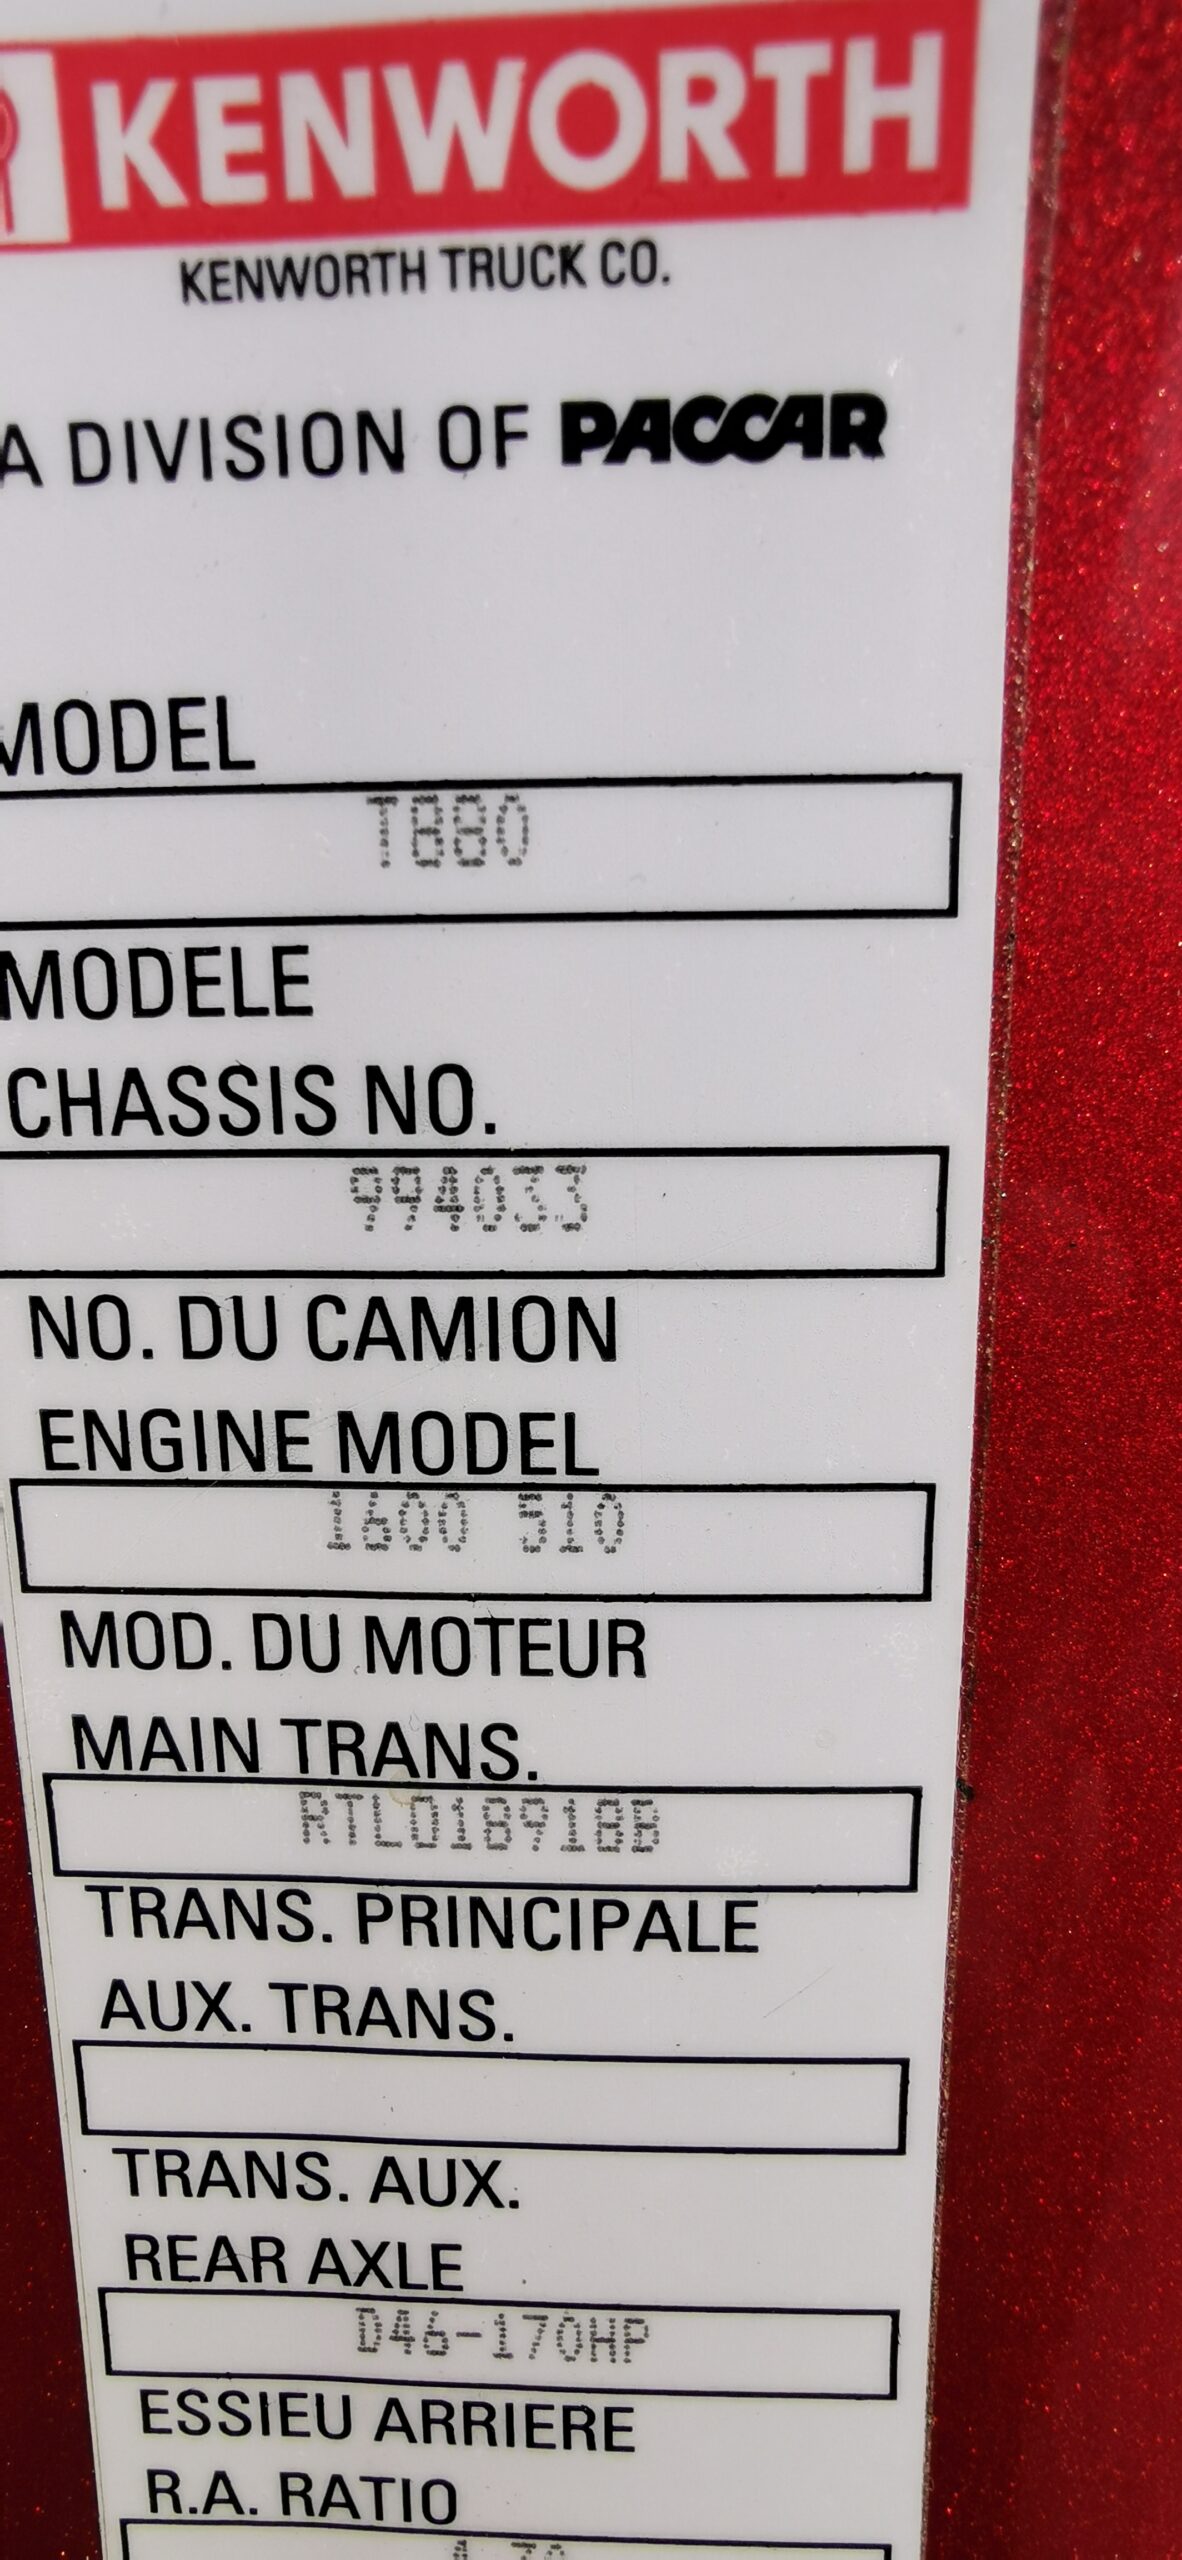 KENWORTH
KENWORTH TRUCK CO.
A DIVISION OF PACCAR
MODEL
T880
MODELE
CHASSIS NO.
994033
NO. DU CAMION
ENGINE MODEL
1800 510
MOD. DU MOTEUR
MAIN TRANS.
RTLO18918B
TRANS. PRINCIPALE
AUX. TRANS.
TRANS. AUX.
REAR AXLE
D46-170HP
ESSIEU ARRIERE
R.A. RATIO